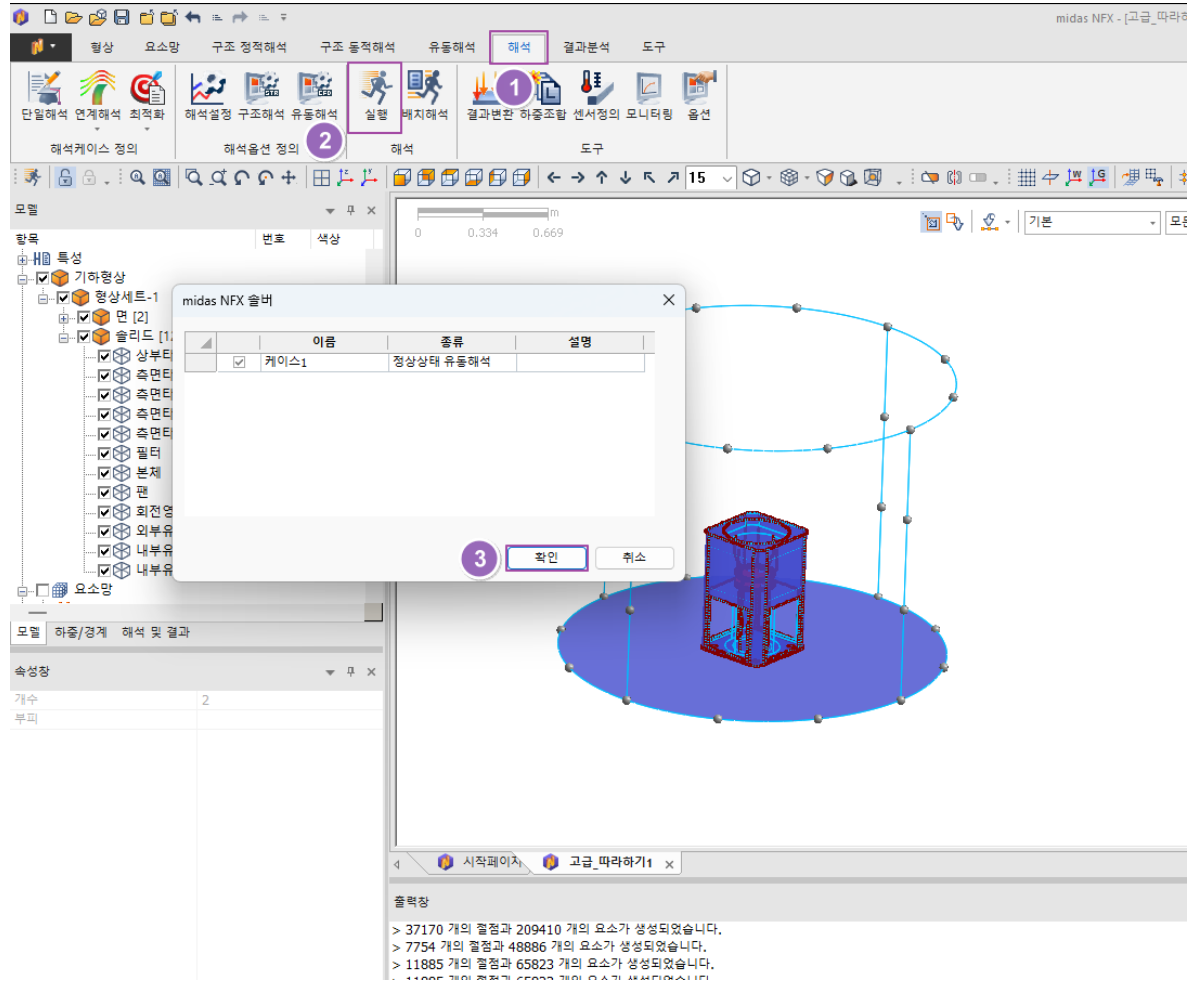 midas NFX - [고급_따라하
형상 요소망 구조 정적해석 구조 동적해석 유동해석 해석 결과분석 도구
1
단일해석 연계해석 최적화 해석설정 구조해석 유동해석 실행 배치해석 결과변환 하중조합 센서정의 모니터링 옵션
2
해석케이스 정의 해석옵션 정의 해석 도구
15
모델
항목 번호 색상
특성
기하형상
형상세트-1
면 [2]
솔리드 [1
상부
측면
측면
측면
측면
필터
본체
팬
회전영
외부유
내부유
내부유
요소망
모델 하중/경계 해석 및 결과
속성창
개수 2
부피
m
0 0.334 0.669
기본
midas NFX 솔버
이름 종류 설명
케이스1 정상상태 유동해석
3 확인 취소
시작페이지 고급_따라하기1
출력창
> 37170 개의 절점과 209410 개의 요소가 생성되었습니다.
> 7754 개의 절점과 48886 개의 요소가 생성되었습니다.
> 11885 개의 절점과 65823 개의 요소가 생성되었습니다.